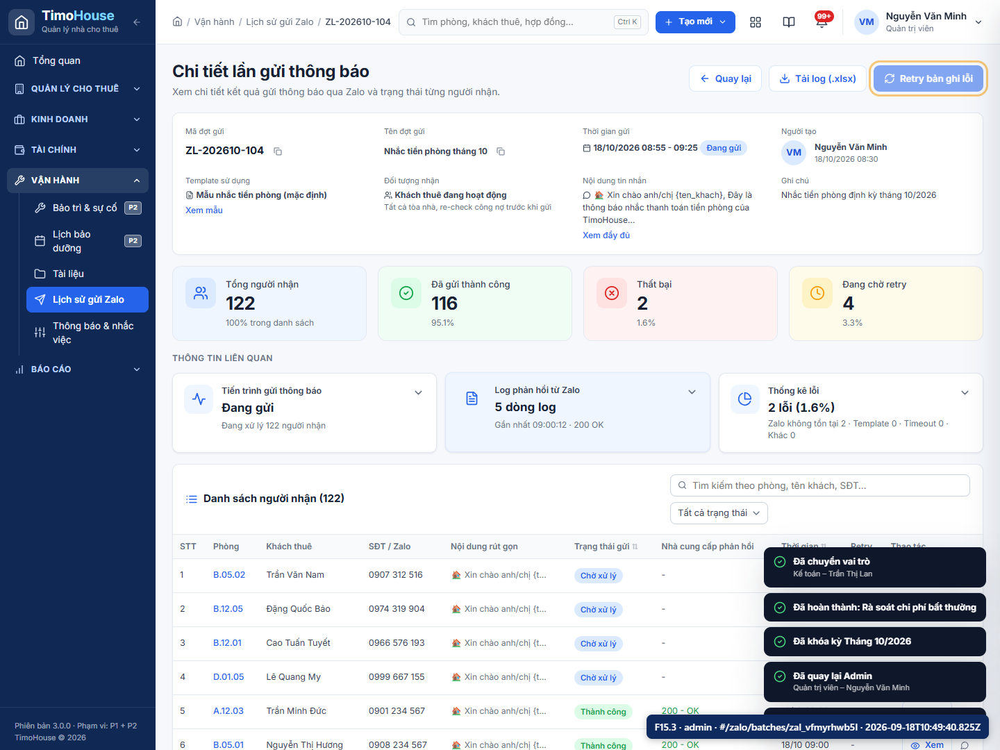 TimoHouse
Quản lý nhà cho thuê
/ Vận hành / Lịch sử gửi Zalo / ZL-202610-104
Tìm phòng, khách thuê, hợp đồng...
Ctrl K
Tạo mới
99+
VM
Nguyễn Văn Minh
Quản trị viên
Tổng quan
QUẢN LÝ CHO THUÊ
KINH DOANH
TÀI CHÍNH
VẬN HÀNH
Bảo trì & sự cố
P2
Lịch bảo dưỡng
P2
Tài liệu
Lịch sử gửi Zalo
Thông báo & nhắc việc
BÁO CÁO
Phiên bản 3.0.0 · Phạm vi: P1 + P2
TimoHouse © 2026
Chi tiết lần gửi thông báo
Xem chi tiết kết quả gửi thông báo qua Zalo và trạng thái từng người nhận.
Quay lại
Tải log (.xlsx)
Retry bản ghi lỗi
Mã đợt gửi
ZL-202610-104
Tên đợt gửi
Nhắc tiền phòng tháng 10
Thời gian gửi
18/10/2026 08:55 - 09:25
Đang gửi
Người tạo
VM
Nguyễn Văn Minh
18/10/2026 08:30
Template sử dụng
Mẫu nhắc tiền phòng (mặc định)
Xem mẫu
Đối tượng nhận
Khách thuê đang hoạt động
Tất cả tòa nhà, re-check công nợ trước khi gửi
Nội dung tin nhắn
Xin chào anh/chị {ten_khach}, Đây là
thông báo nhắc thanh toán tiền phòng của
TimoHouse...
Xem đầy đủ
Ghi chú
Nhắc tiền phòng định kỳ tháng 10/2026
Tổng người nhận
122
100% trong danh sách
Đã gửi thành công
116
95.1%
Thất bại
2
1.6%
Đang chờ retry
4
3.3%
THÔNG TIN LIÊN QUAN
Tiến trình gửi thông báo
Đang gửi
Đang xử lý 122 người nhận
Log phản hồi từ Zalo
5 dòng log
Gần nhất 09:00:12 · 200 OK
Thống kê lỗi
2 lỗi (1.6%)
Zalo không tồn tại 2 · Template 0 · Timeout 0 ·
Khác 0
Danh sách người nhận (122)
Tìm kiếm theo phòng, tên khách, SĐT...
Tất cả trạng thái
STT Phòng Khách thuê SĐT / Zalo Nội dung rút gọn Trạng thái gửi Nhà cung cấp phản hồi Thời gian Retry Thao tác
1 B.05.02 Trần Văn Nam 0907 312 516 Xin chào anh/chị {t... Chờ xử lý -
2 B.12.05 Đặng Quốc Bảo 0974 319 904 Xin chào anh/chị {t... Chờ xử lý -
3 B.12.01 Cao Tuấn Tuyết 0966 576 193 Xin chào anh/chị {t... Chờ xử lý -
4 D.01.05 Lê Quang My 0999 667 155 Xin chào anh/chị {t... Chờ xử lý -
5 A.12.03 Trần Minh Đức 0901 234 567 Xin chào anh/chị {t... Thành công 200 - OK
6 B.05.01 Nguyễn Thị Hương 0908 234 567 Xin chào anh/chị {t... Thành công 200 - OK 18/10 09:00 - Xem
Đã chuyển vai trò
Kế toán – Trần Thị Lan
Đã hoàn thành: Rà soát chi phí bất thường
Đã khóa kỳ Tháng 10/2026
Đã quay lại Admin
Quản trị viên – Nguyễn Văn Minh
F15.3 · admin · #/zalo/batches/zal_vfmyrhwb5l · 2026-09-18T10:49:40.825Z